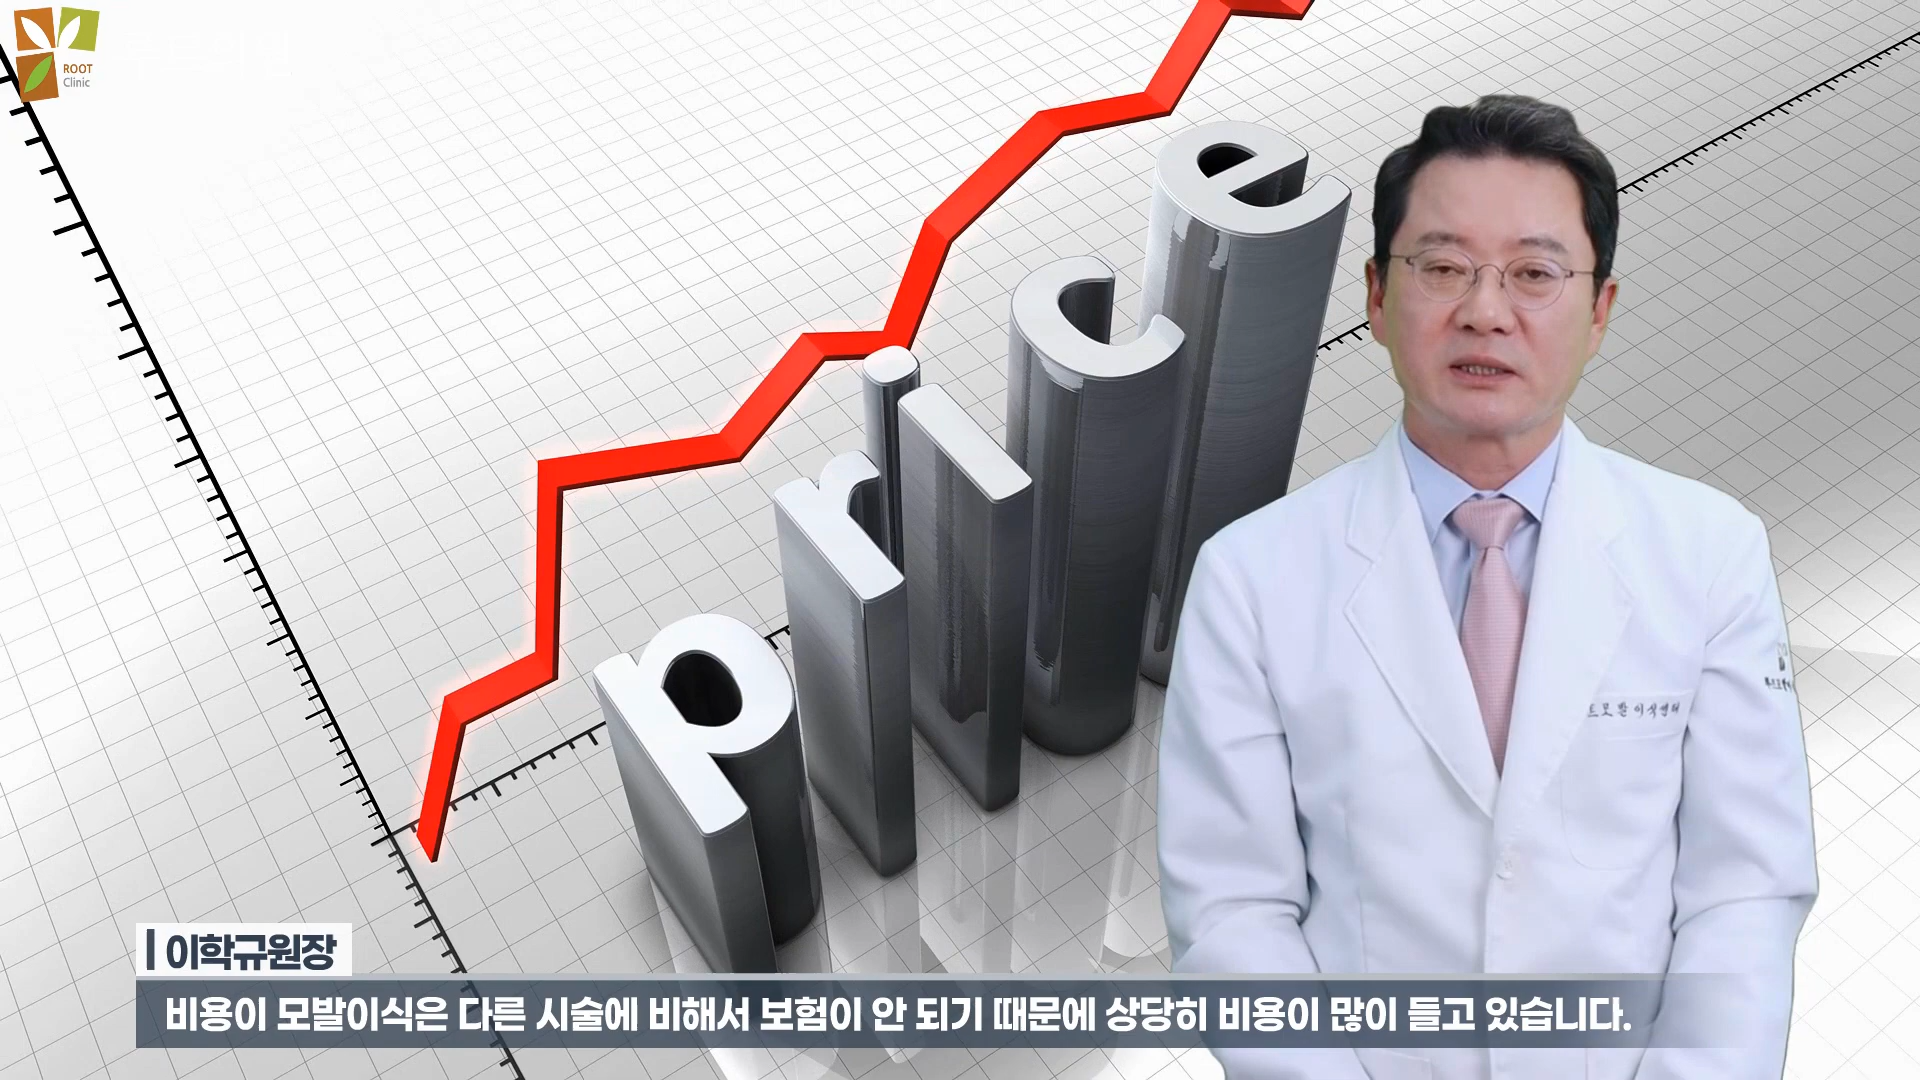 ROOT
Clinic
price
이학규원장
비용이 모발이식은 다른 시술에 비해서 보험이 안 되기 때문에 상당히 비용이 많이 들고 있습니다.